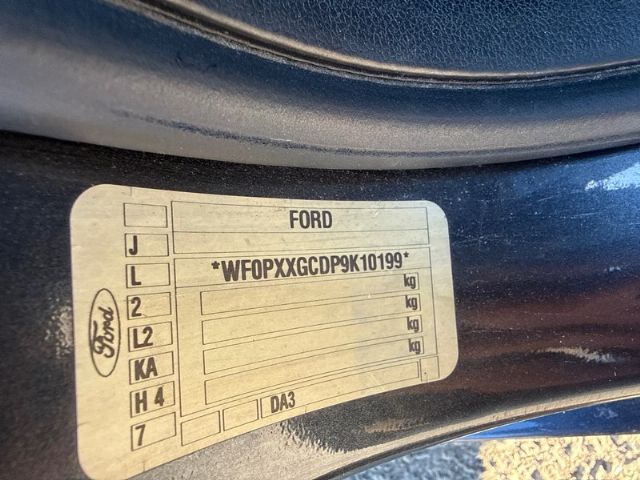 FORD
J
L
*WF0PXXGCDP9K10199*
kg
2
kg
L2
kg
KA
kg
H 4
7
DA3
Ford